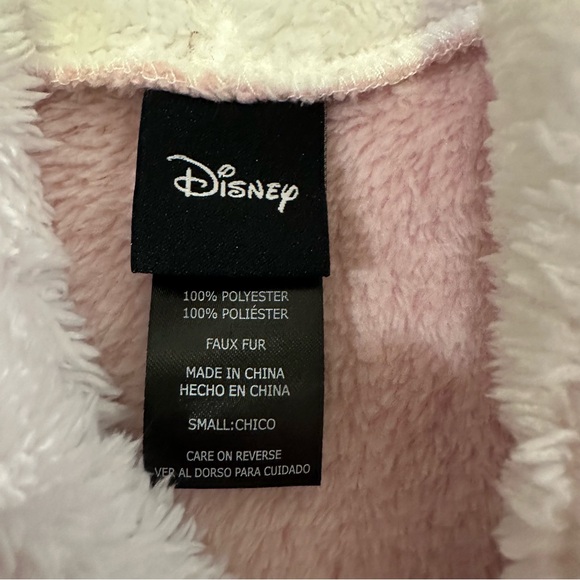 Disney
100% POLYESTER
100% POLIÉSTER
FAUX FUR
MADE IN CHINA
HECHO EN CHINA
SMALL:CHICO
CARE ON REVERSE
VER AL DORSO PARA CUIDADO